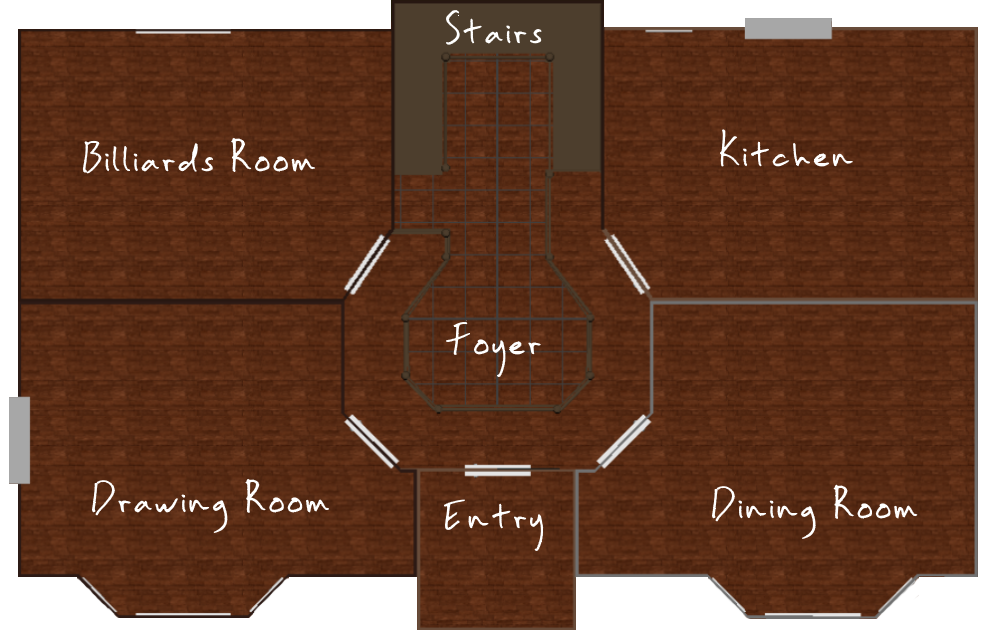 Stairs
Billiards Room
Kitchen
Foyer
Drawing Room
Entry
Dining Room